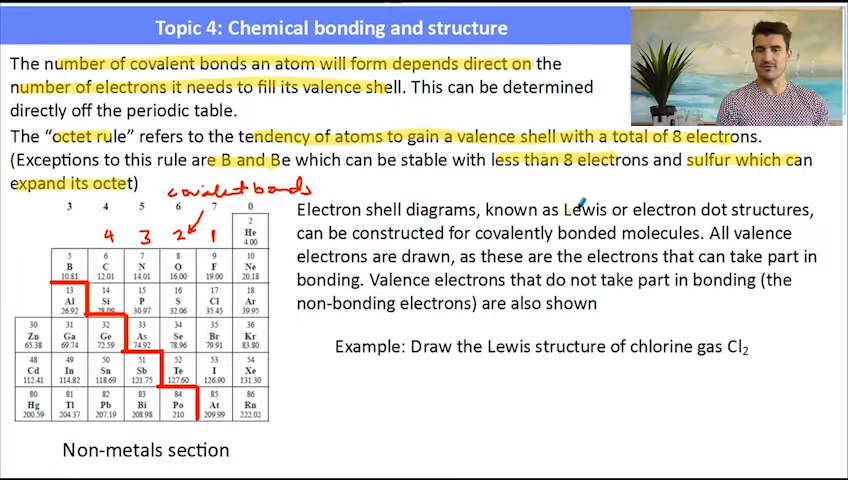 Topic 4: Chemical bonding and structure
The number of covalent bonds an atom will form depends direct on the
number of electrons it needs to fill its valence shell. This can be determined
directly off the periodic table.
The "octet rule" refers to the tendency of atoms to gain a valence shell with a total of 8 electrons.
(Exceptions to this rule are B and Be which can be stable with less than 8 electrons and sulfur which can
expand its octet)
covalent bonds
3 4 5 6 7 0
4 3 2 1
2
He
4.00
5 6 7 8 9 10
B C N O F Ne
10.81 12.01 14.01 16.00 19.00 20.18
13 14 15 16 17 18
Al Si P S Cl Ar
26.92 28.09 30.97 32.06 35.45 39.95
30 31 32 33 34 35 36
Zn Ga Ge As Se Br Kr
65.38 69.74 72.59 74.92 78.96 79.91 83.80
48 49 50 51 52 53 54
Cd In Sn Sb Te I Xe
112.41 114.82 118.69 121.75 127.60 126.90 131.30
80 81 82 83 84 85 86
Hg Tl Pb Bi Po At Rn
200.59 204.37 207.19 208.98 210 209.99 222.02
Non-metals section
Electron shell diagrams, known as Lewis or electron dot structures,
can be constructed for covalently bonded molecules. All valence
electrons are drawn, as these are the electrons that can take part in
bonding. Valence electrons that do not take part in bonding (the
non-bonding electrons) are also shown
Example: Draw the Lewis structure of chlorine gas Cl₂